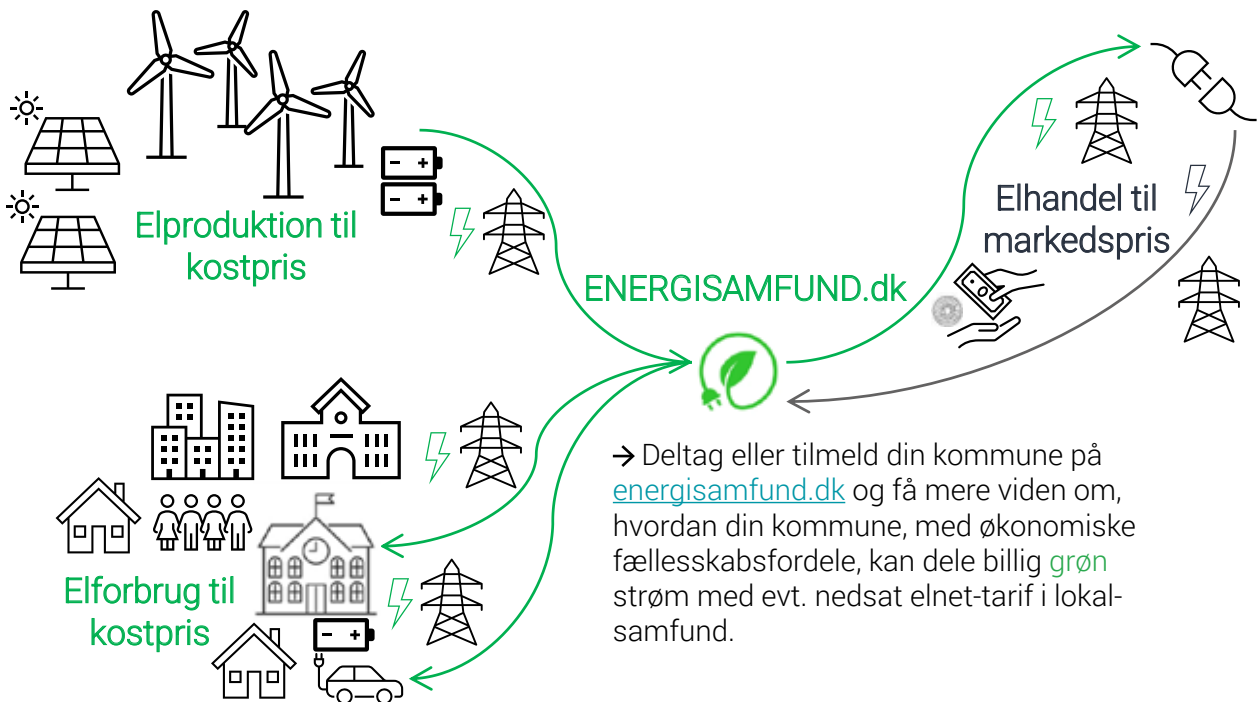 Elproduktion til
kostpris
ENERGISAMFUND.dk
Elhandel til
markedspris
Elforbrug til
kostpris
→ Deltag eller tilmeld din kommune på
energisamfund.dk og få mere viden om,
hvordan din kommune, med økonomiske
fællesskabsfordele, kan dele billig grøn
strøm med evt. nedsat elnet-tarif i lokal-
samfund.